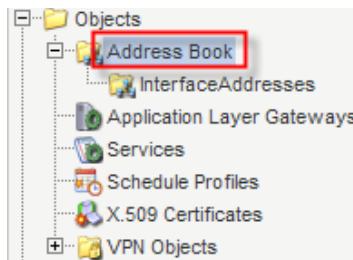 Objects
Address Book
InterfaceAddresses
Application Layer Gateways
Services
Schedule Profiles
X.509 Certificates
VPN Objects